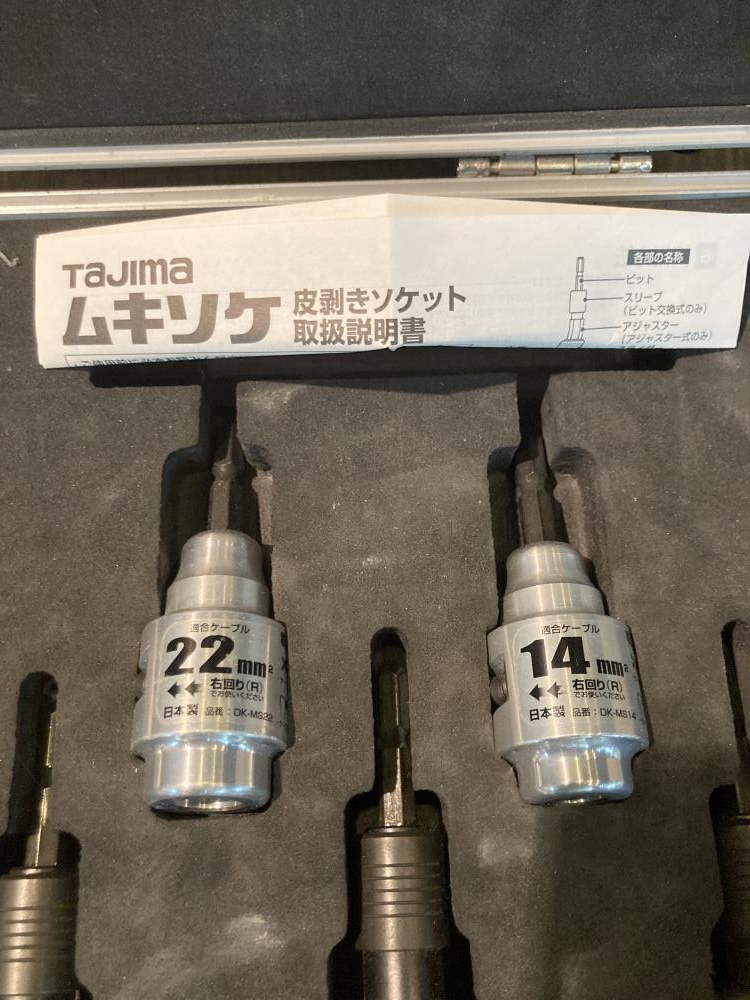 TaJIma
ムキソケ
皮剥きソケット
取扱説明書
各部の名称
ビット
スリーブ
(ビット交換式のみ)
アジャスター
(アジャスター式のみ)
適合ケーブル
22mm²
右回り(R)
でお使いください
日本製 品番:DK-MS22
適合ケーブル
14mm²
右回り(R)
でお使いください
日本製 品番:DK-MS14